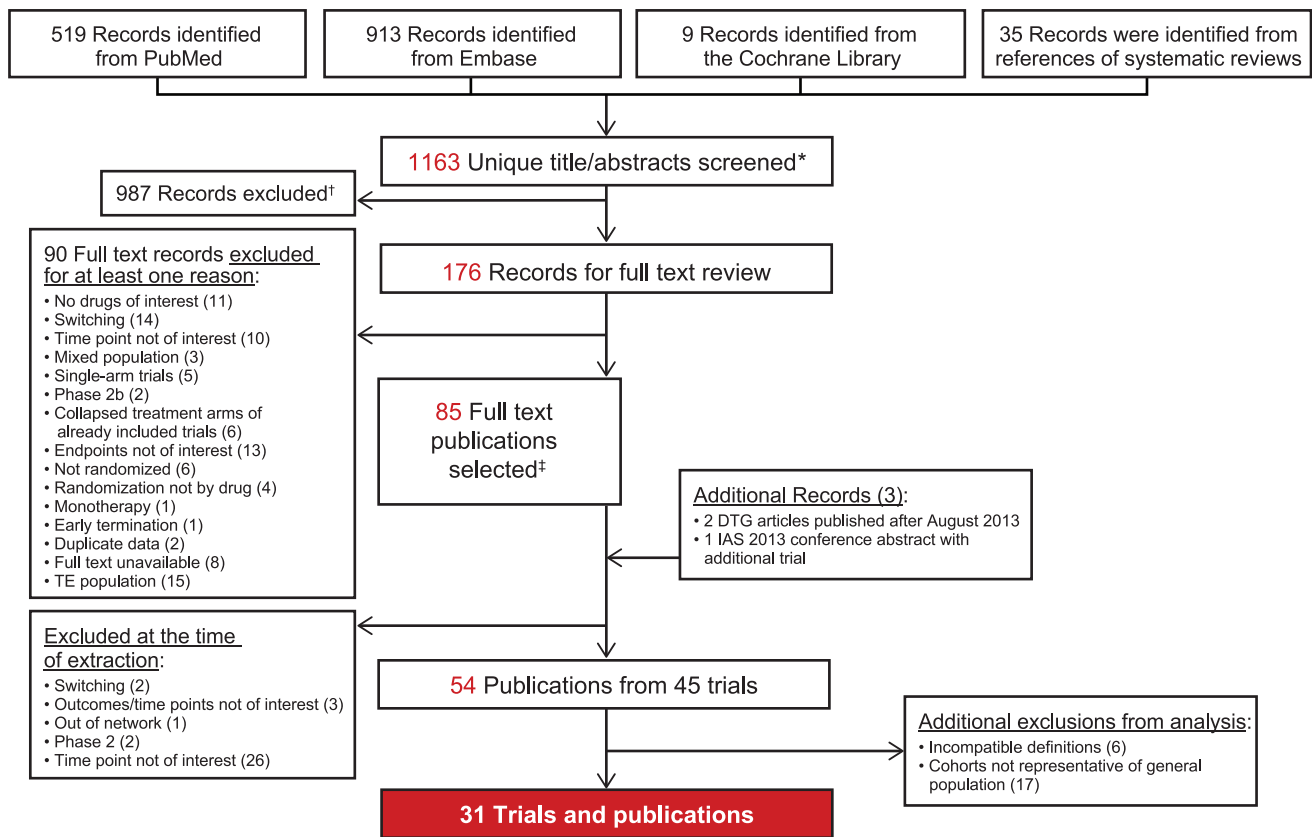 519 Records identified
from PubMed
913 Records identified
from Embase
9 Records identified from
the Cochrane Library
35 Records were identified from
references of systematic reviews
1163 Unique title/abstracts screened*
987 Records excluded†
176 Records for full text review
90 Full text records excluded
for at least one reason:
• No drugs of interest (11)
• Switching (14)
• Time point not of interest (10)
• Mixed population (3)
• Single-arm trials (5)
• Phase 2b (2)
• Collapsed treatment arms of
already included trials (6)
• Endpoints not of interest (13)
• Not randomized (6)
• Randomization not by drug (4)
• Monotherapy (1)
• Early termination (1)
• Duplicate data (2)
• Full text unavailable (8)
• TE population (15)
85 Full text
publications
selected‡
Additional Records (3):
• 2 DTG articles published after August 2013
• 1 IAS 2013 conference abstract with
additional trial
Excluded at the time
of extraction:
• Switching (2)
• Outcomes/time points not of interest (3)
• Out of network (1)
• Phase 2 (2)
• Time point not of interest (26)
54 Publications from 45 trials
Additional exclusions from analysis:
• Incompatible definitions (6)
• Cohorts not representative of general
population (17)
31 Trials and publications